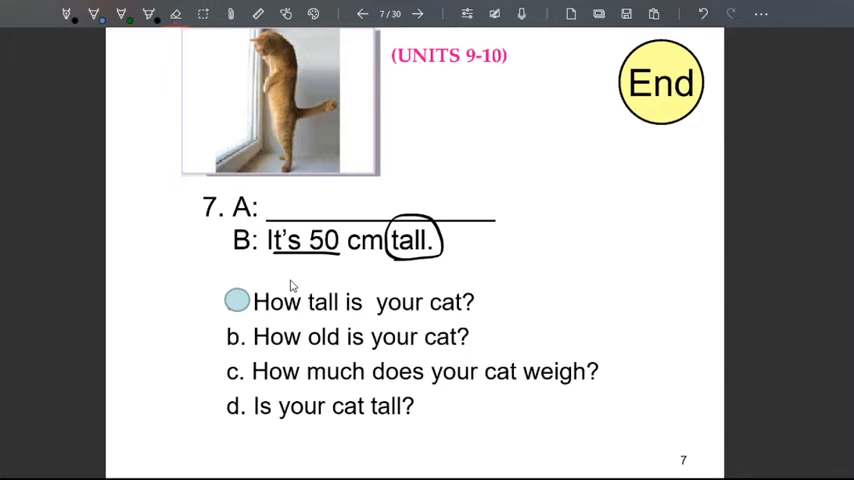 7 / 30
(UNITS 9-10)
End
7. A: ____________________
B: It's 50 cm tall.
How tall is your cat?
b. How old is your cat?
c. How much does your cat weigh?
d. Is your cat tall?
7